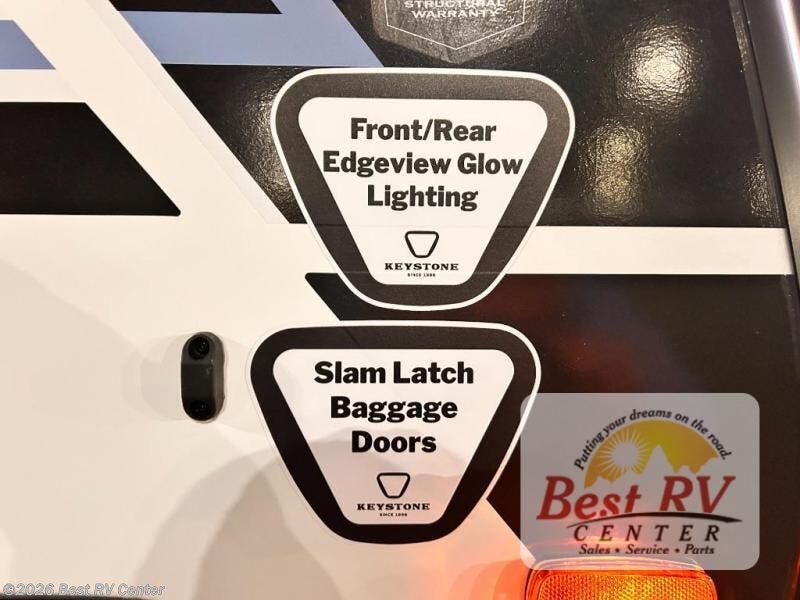 STRUCTURAL
WARRANTY
Front/Rear
Edgeview Glow
Lighting
KEYSTONE
SINCE 1996
Slam Latch
Baggage
Doors
KEYSTONE
SINCE 1996
Putting your dreams on the road.
Best RV
CENTER
Sales * Service * Parts
©2026 Best RV Center